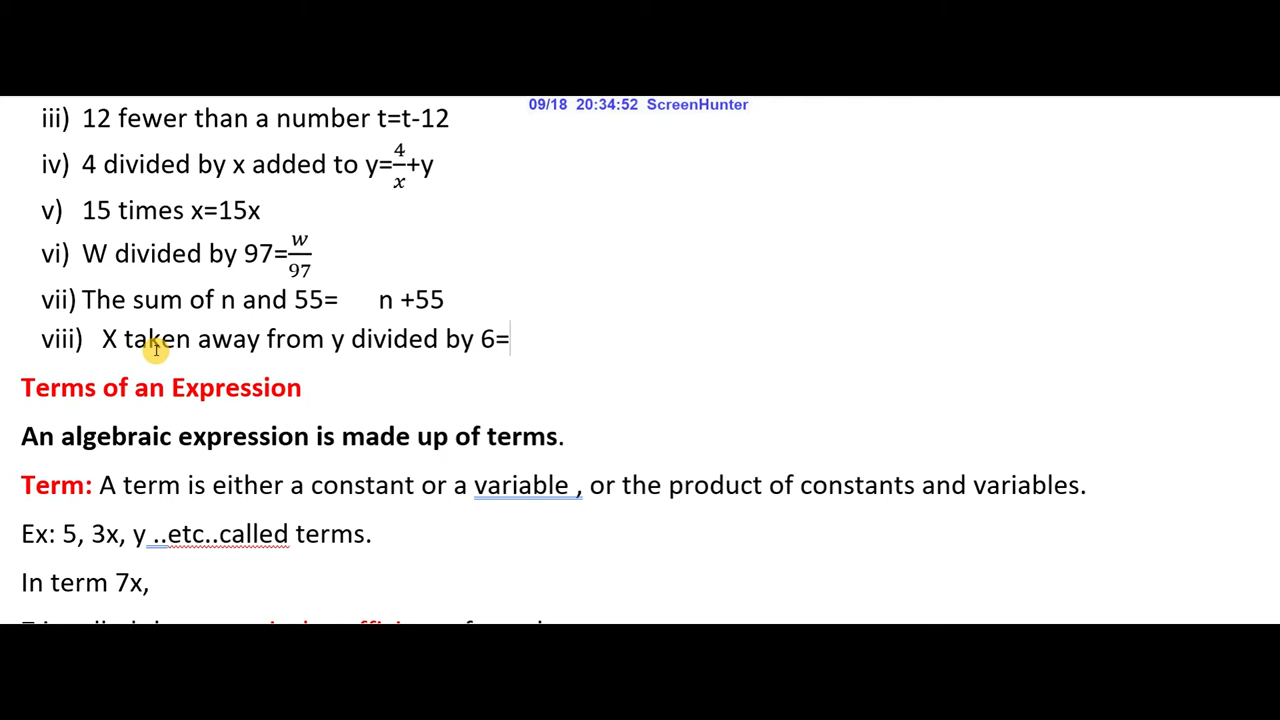 09/18 20:34:52 ScreenHunter
iii) 12 fewer than a number t=t-12
iv) 4 divided by x added to y=4/x+y
v) 15 times x=15x
vi) W divided by 97=w/97
vii) The sum of n and 55= n +55
viii) X taken away from y divided by 6=
Terms of an Expression
An algebraic expression is made up of terms.
Term: A term is either a constant or a variable , or the product of constants and variables.
Ex: 5, 3x, y ..etc..called terms.
In term 7x,